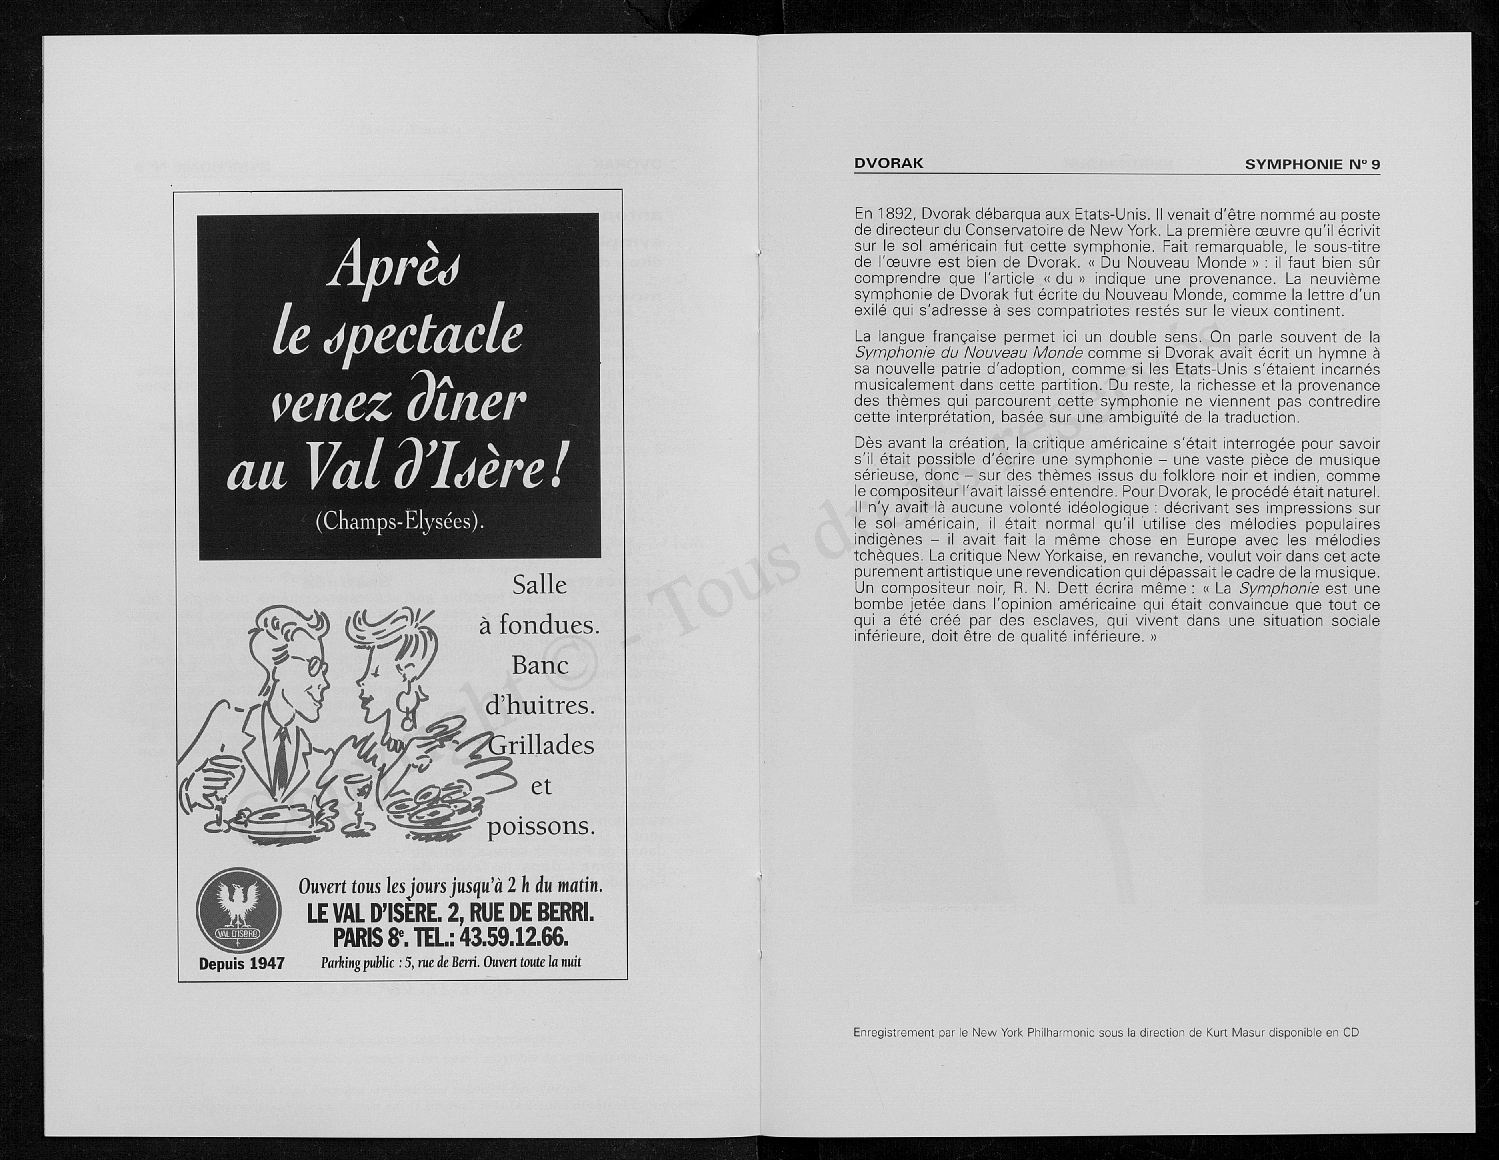 Après
le spectacle
venez dîner
au Val d'Isère!
(Champs-Elysées).
Salle
à fondues.
Banc
d'huitres.
Grillades
et
poissons.
VAL D'ISÈRE
Depuis 1947
Ouvert tous les jours jusqu'à 2 h du matin.
LE VAL D'ISÈRE. 2, RUE DE BERRI.
PARIS 8e. TEL.: 43.59.12.66.
Parking public : 5, rue de Berri. Ouvert toute la nuit
DVORAK SYMPHONIE N° 9
En 1892, Dvorak débarqua aux Etats-Unis. Il venait d'être nommé au poste
de directeur du Conservatoire de New York. La première œuvre qu'il écrivit
sur le sol américain fut cette symphonie. Fait remarquable, le sous-titre
de l'œuvre est bien de Dvorak. « Du Nouveau Monde » : il faut bien sûr
comprendre que l'article « du » indique une provenance. La neuvième
symphonie de Dvorak fut écrite du Nouveau Monde, comme la lettre d'un
exilé qui s'adresse à ses compatriotes restés sur le vieux continent.
La langue française permet ici un double sens. On parle souvent de la
Symphonie du Nouveau Monde comme si Dvorak avait écrit un hymne à
sa nouvelle patrie d'adoption, comme si les Etats-Unis s'étaient incarnés
musicalement dans cette partition. Du reste, la richesse et la provenance
des thèmes qui parcourent cette symphonie ne viennent pas contredire
cette interprétation, basée sur une ambiguïté de la traduction.
Dès avant la création, la critique américaine s'était interrogée pour savoir
s'il était possible d'écrire une symphonie – une vaste pièce de musique
sérieuse, donc – sur des thèmes issus du folklore noir et indien, comme
le compositeur l'avait laissé entendre. Pour Dvorak, le procédé était naturel.
Il n'y avait là aucune volonté idéologique : décrivant ses impressions sur
le sol américain, il était normal qu'il utilise des mélodies populaires
indigènes – il avait fait la même chose en Europe avec les mélodies
tchèques. La critique New Yorkaise, en revanche, voulut voir dans cet acte
purement artistique une revendication qui dépassait le cadre de la musique.
Un compositeur noir, R. N. Dett écrira même : « La Symphonie est une
bombe jetée dans l'opinion américaine qui était convaincue que tout ce
qui a été créé par des esclaves, qui vivent dans une situation sociale
inférieure, doit être de qualité inférieure. »
Enregistrement par le New York Philharmonic sous la direction de Kurt Masur disponible en CD
Copyright © - Tous droits réservés